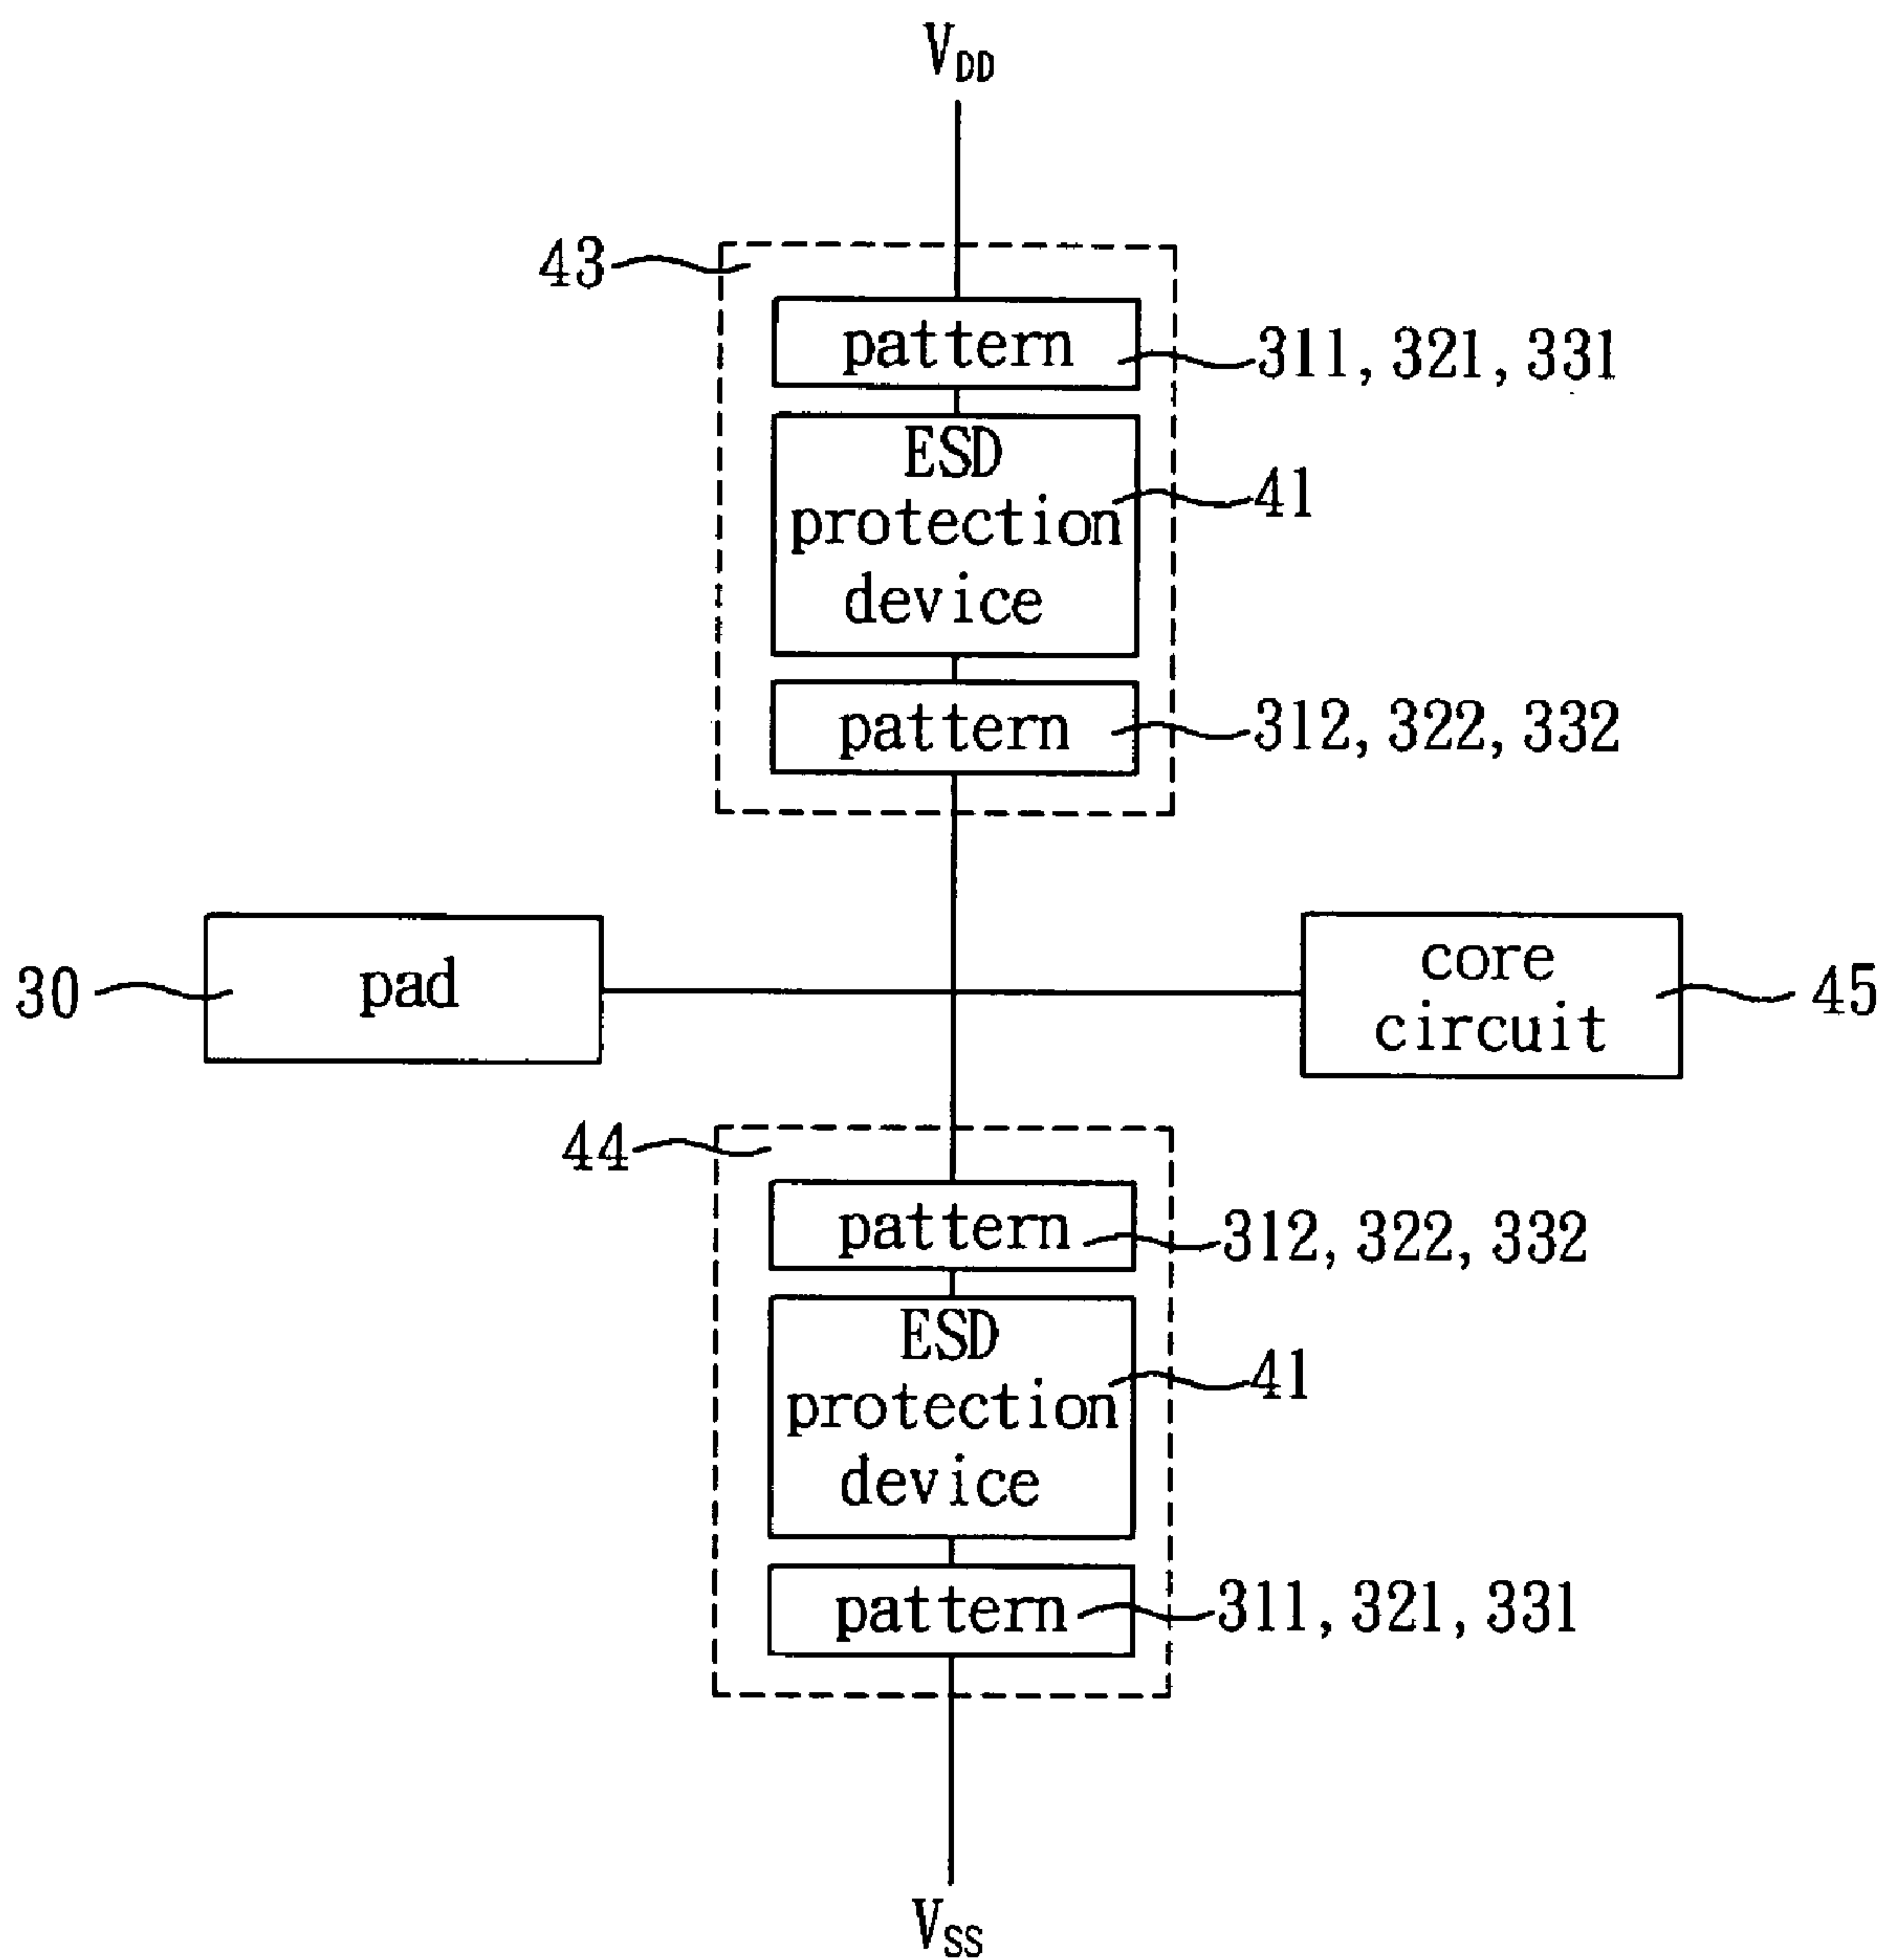 VDD
43
pattern
311, 321, 331
ESD
protection
device
41
pattern
312, 322, 332
30
pad
core
circuit
45
44
pattern
312, 322, 332
ESD
protection
device
41
pattern
311, 321, 331
VSS